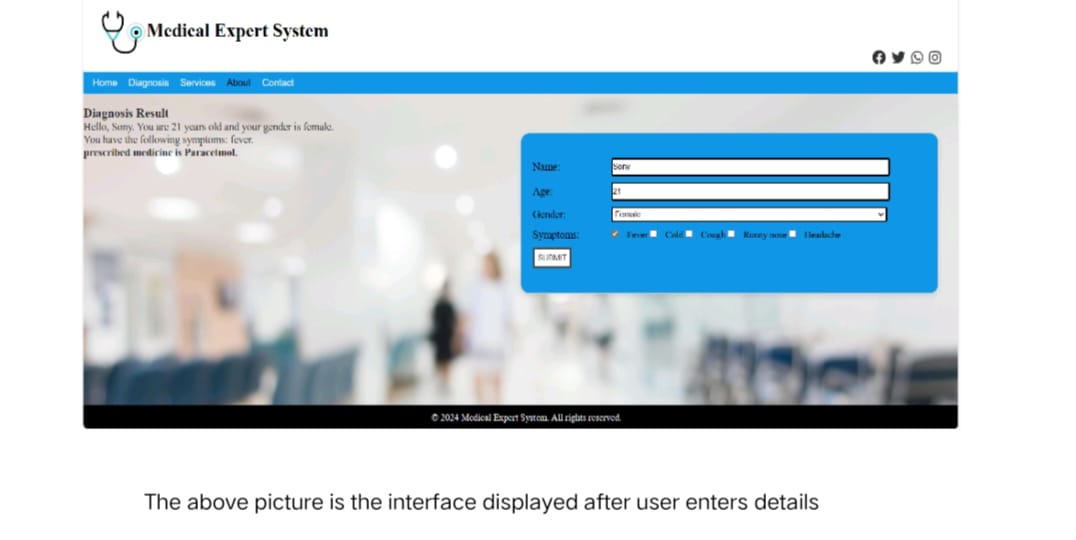 Medical Expert System
Home Diagnosis Services About Contact
Diagnosis Result
Hello, Sony. You are 21 years old and your gender is female.
You have the following symptoms: fever.
prescribed medicine is Paracetmol.
Name: Sony
Age: 21
Gender: Female
Symptoms: Fever Cold Cough Runny nose Headache
SUBMIT
© 2024 Medical Expert System. All rights reserved.
The above picture is the interface displayed after user enters details